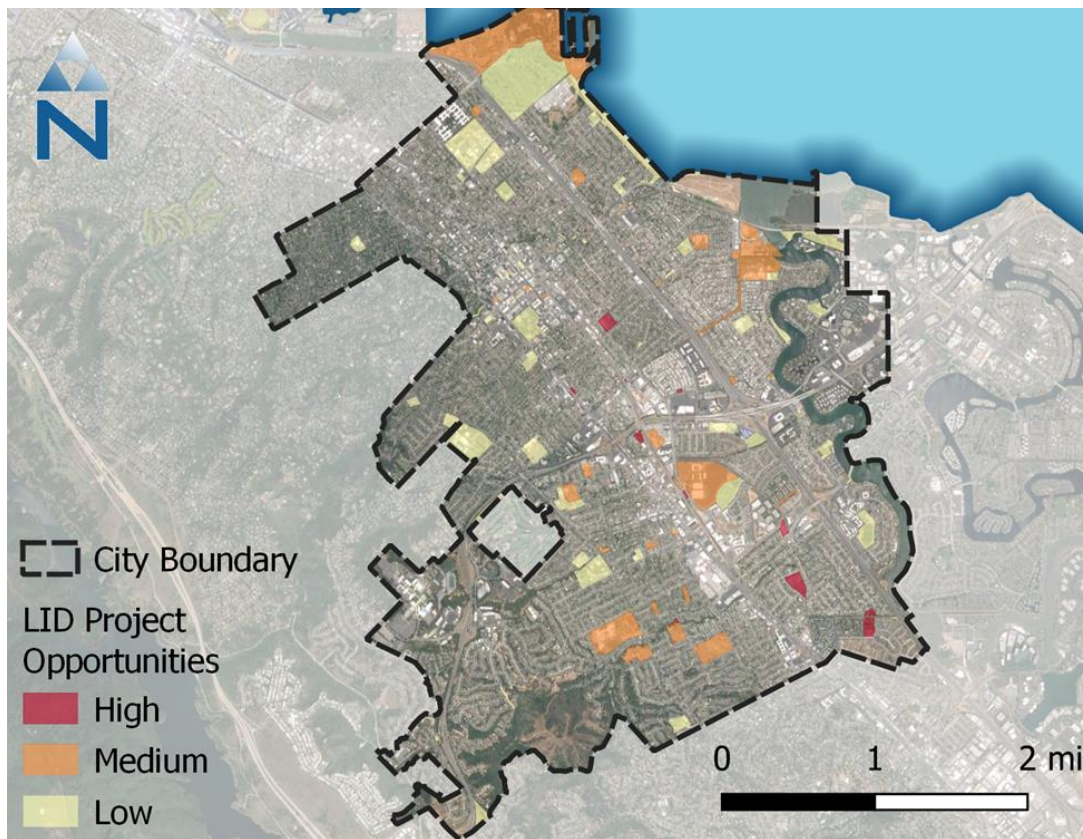 N
City Boundary
LID Project
Opportunities
High
Medium
Low
0 1 2 mi